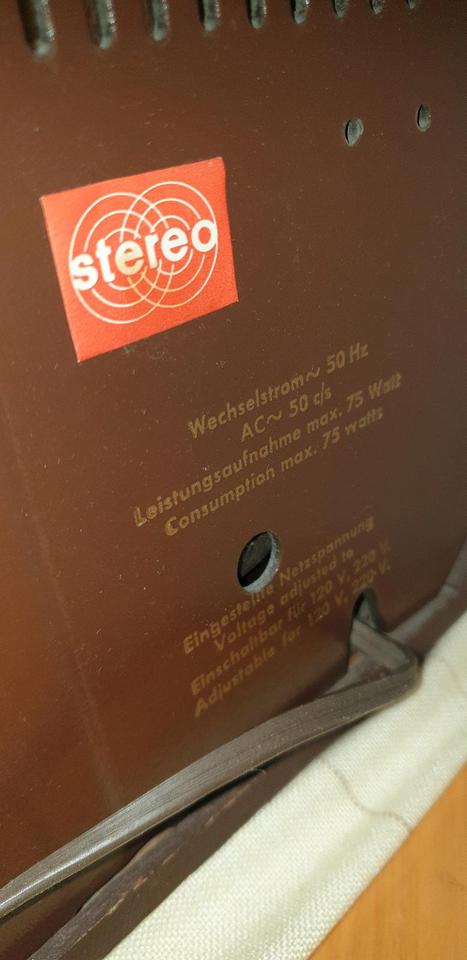 stereo
Wechselstrom~ 50 Hz
AC~ 50 c/s
Leistungsaufnahme max. 75 Watt
Consumption max. 75 watts
Eingestellte Netzspannung
Voltage adjusted to
Einschaltbar für 120 V, 220 V.
Adjustable for 120 V, 220 V.